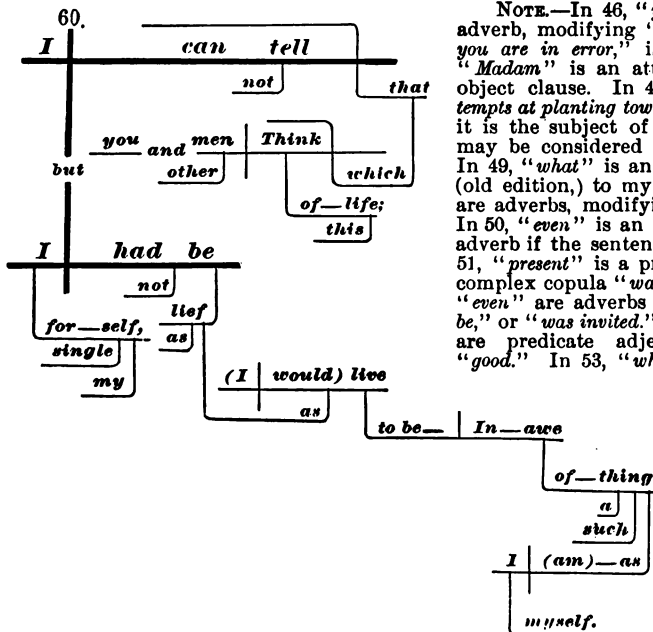 60.
I can tell
not
that
you and men Think
other
which
but
of—life;
this
I had be
not
lief
for—self,
as
single
my
(I would) live
as
to be— In—awe
of—thing
a
such
I (am)—as
myself.
NOTE.—In 46, "
adverb, modifying "
you are in error," i
"Madam" is an at
object clause. In 4
tempts at planting tow
it is the subject of
may be considered
In 49, "what" is an
(old edition,) to my
are adverbs, modifyi
In 50, "even" is an
adverb if the senten
51, "present" is a p
complex copula "wa
"even" are adverbs
be," or "was invited."
are predicate adje
"good." In 53, "wh